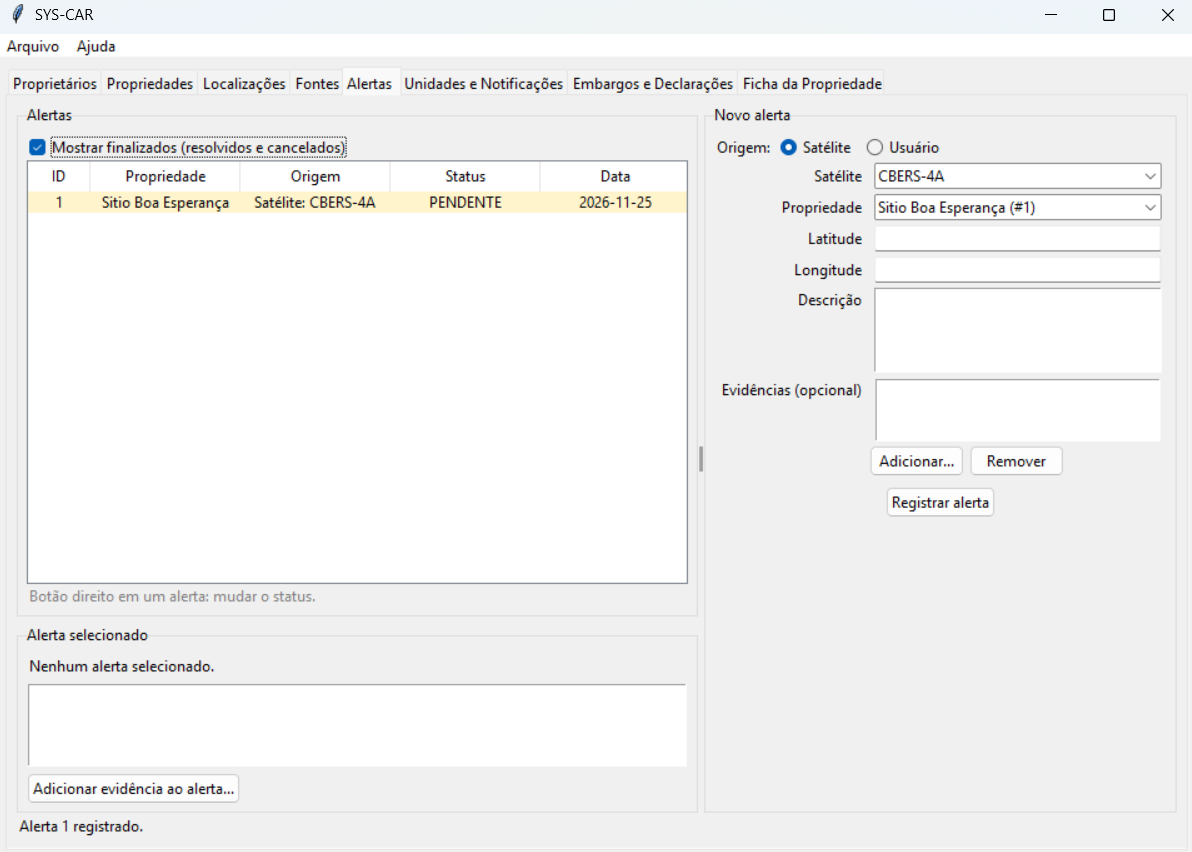 SYS-CAR
Arquivo Ajuda
Proprietários Propriedades Localizações Fontes Alertas Unidades e Notificações Embargos e Declarações Ficha da Propriedade
Alertas
Mostrar finalizados (resolvidos e cancelados)
ID Propriedade Origem Status Data
1 Sitio Boa Esperança Satélite: CBERS-4A PENDENTE 2026-11-25
Botão direito em um alerta: mudar o status.
Alerta selecionado
Nenhum alerta selecionado.
Adicionar evidência ao alerta...
Alerta 1 registrado.
Novo alerta
Origem: Satélite Usuário
Satélite CBERS-4A
Propriedade Sitio Boa Esperança (#1)
Latitude
Longitude
Descrição
Evidências (opcional)
Adicionar... Remover
Registrar alerta